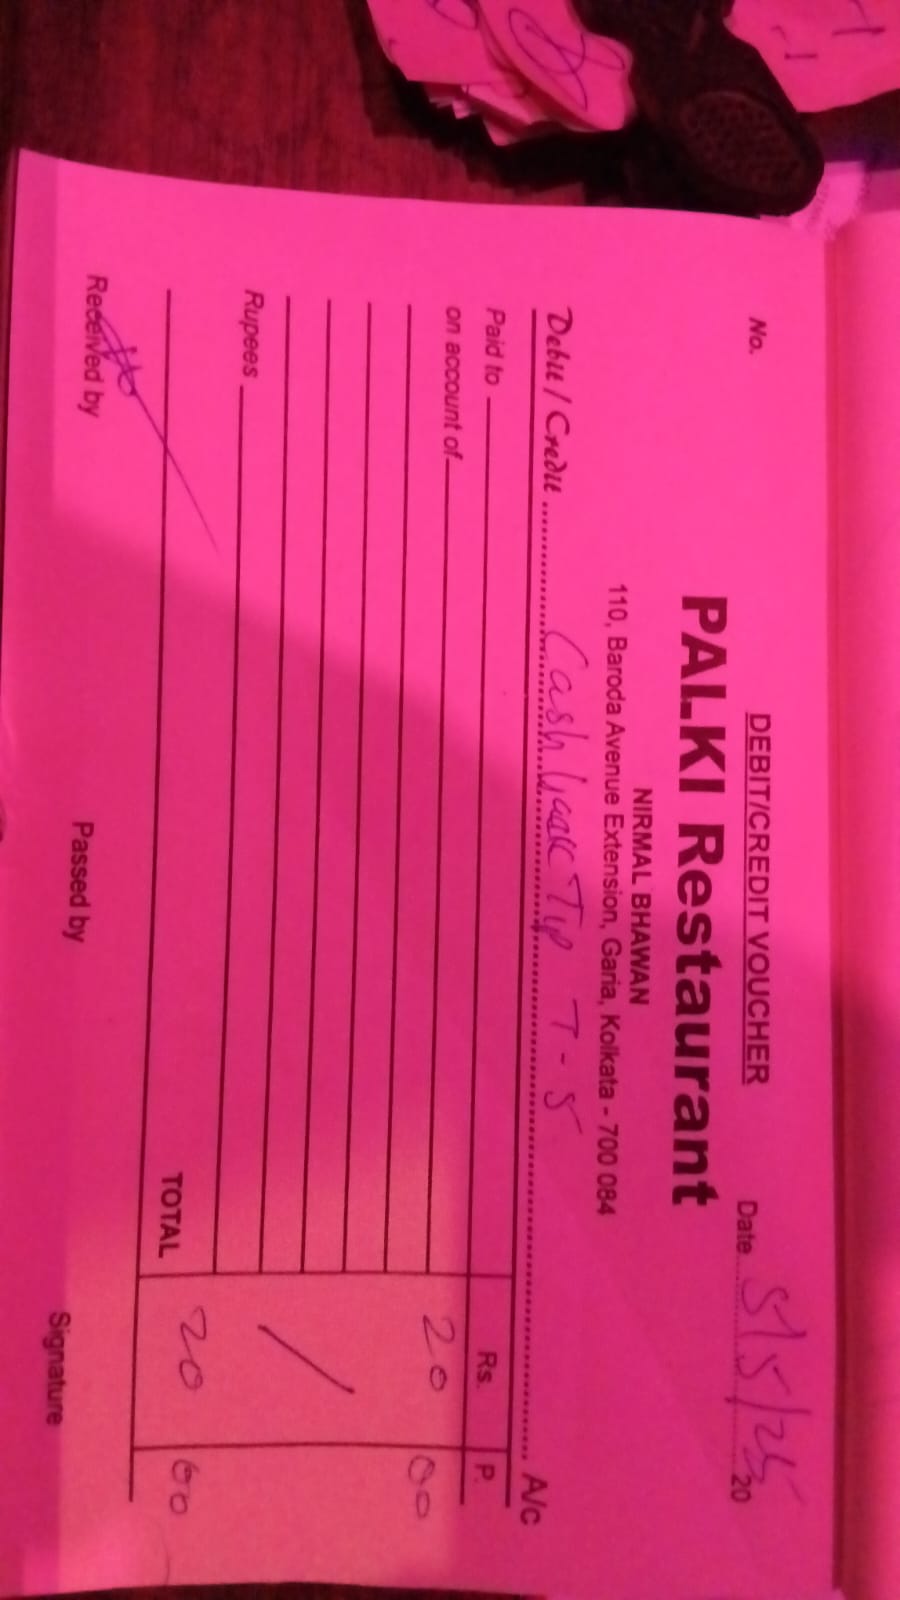 DEBIT/CREDIT VOUCHER
No. Date 5/5/25 20
PALKI Restaurant
NIRMAL BHAWAN
110, Baroda Avenue Extension, Garia, Kolkata - 700 084
Debit / Credit Cash back Tip T - 5 A/c
Paid to Rs. P.
on account of 20 00
Rupees
TOTAL 20 00
Received by Passed by Signature